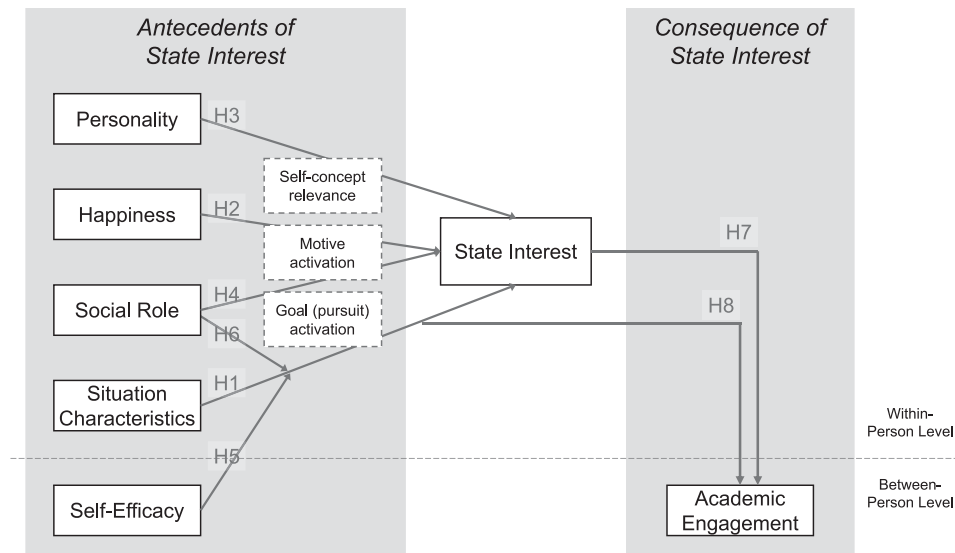 Antecedents of
State Interest
Consequence of
State Interest
Personality
H3
Self-concept
relevance
Happiness
H2
Motive
activation
State Interest
H7
Social Role
H4
Goal (pursuit)
activation
H8
H6
H1
Situation
Characteristics
Within-
Person Level
H5
Between-
Person Level
Self-Efficacy
Academic
Engagement